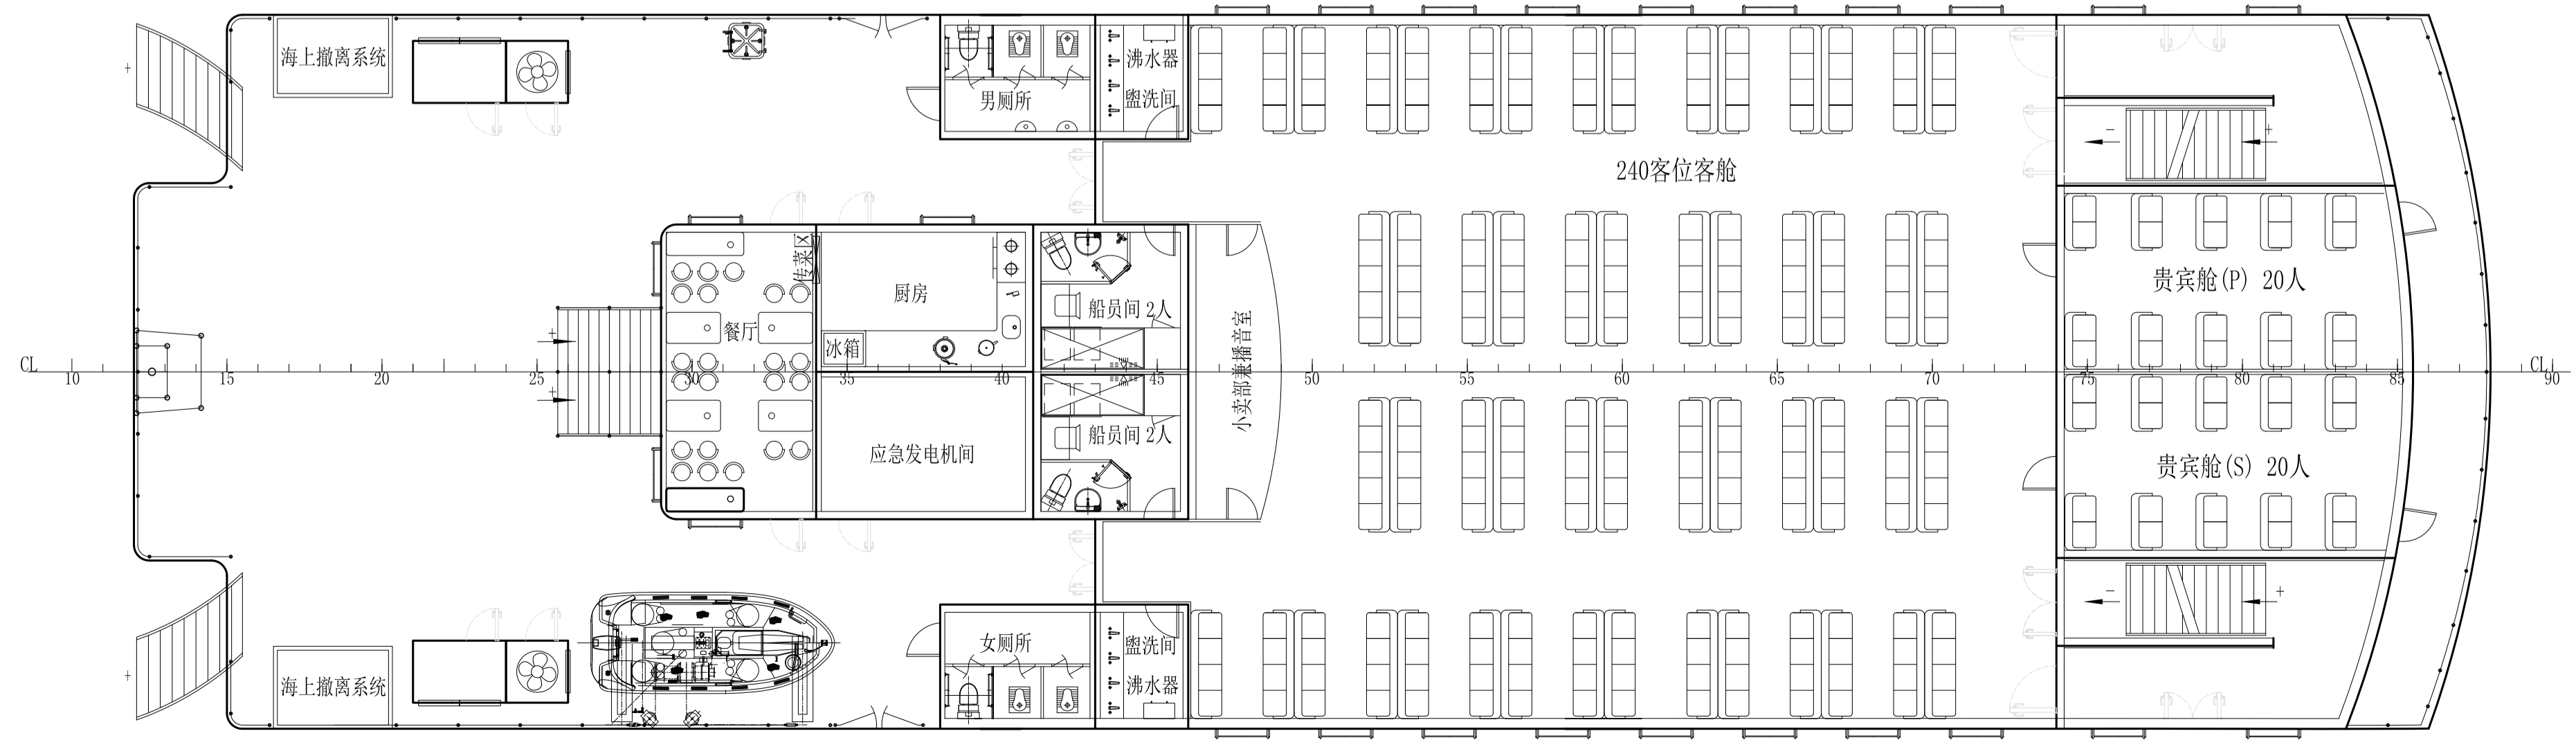 海上撤离系统
男厕所
沸水器
盥洗间
240客位客舱
传菜区
餐厅
厨房
冰箱
船员间 2人
小卖部兼播音室
贵宾舱(P) 20人
CL
10
15
20
25
30
35
40
45
50
55
60
65
70
75
80
85
90
CL
应急发电机间
船员间 2人
贵宾舱(S) 20人
女厕所
盥洗间
沸水器
海上撤离系统